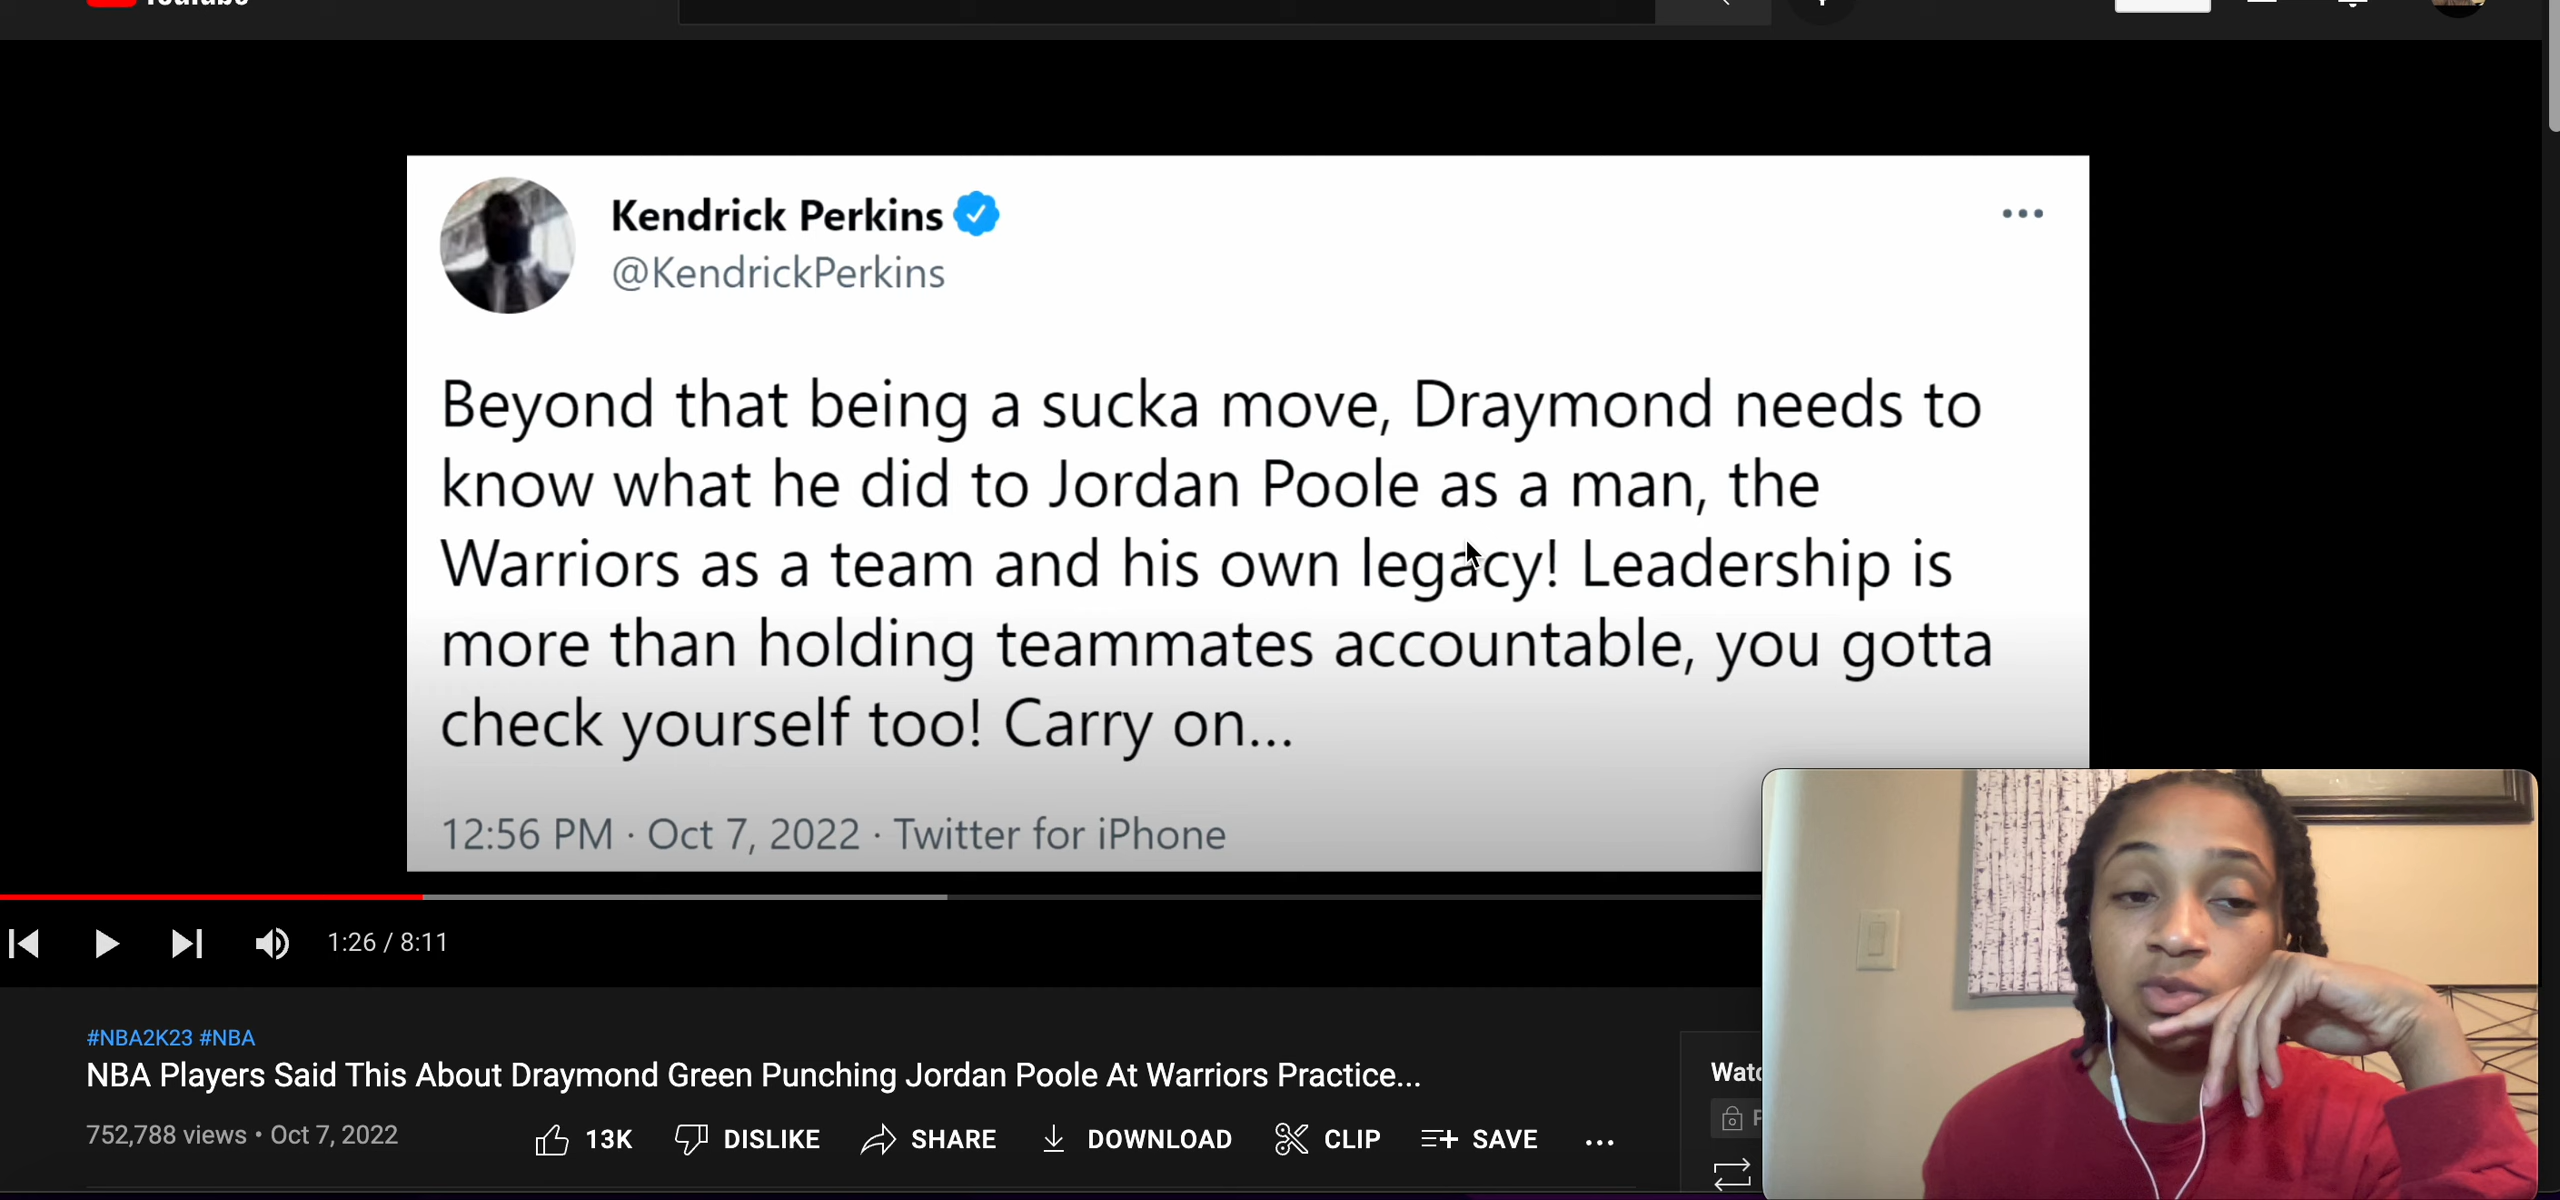 Kendrick Perkins
@KendrickPerkins
Beyond that being a sucka move, Draymond needs to
know what he did to Jordan Poole as a man, the
Warriors as a team and his own legacy! Leadership is
more than holding teammates accountable, you gotta
check yourself too! Carry on...
12:56 PM · Oct 7, 2022 · Twitter for iPhone
1:26 / 8:11
#NBA2K23 #NBA
NBA Players Said This About Draymond Green Punching Jordan Poole At Warriors Practice...
752,788 views • Oct 7, 2022
13K DISLIKE SHARE DOWNLOAD CLIP SAVE